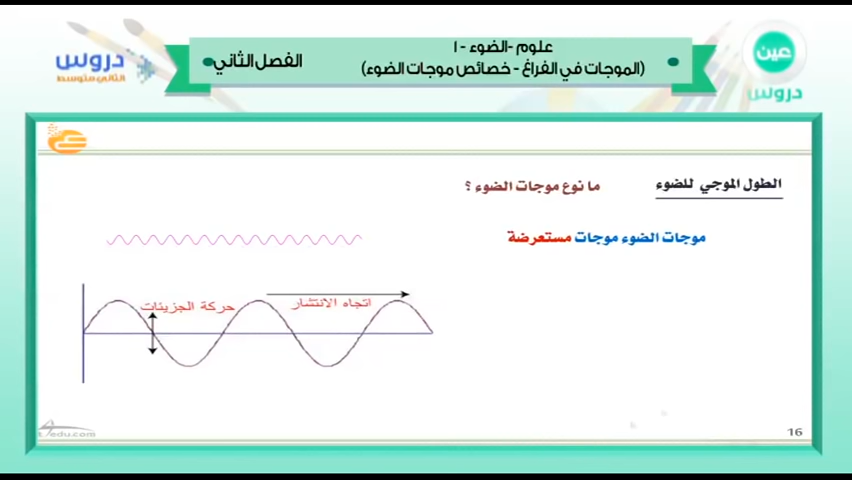 علوم -الضوء - ١
(الموجات في الفراغ - خصائص موجات الضوء)
الفصل الثاني
عين
دروس
دروس
الثاني متوسط
الطول الموجي للضوء
ما نوع موجات الضوء ؟
موجات الضوء موجات مستعرضة
حركة الجزيئات
اتجاه الانتشار
16